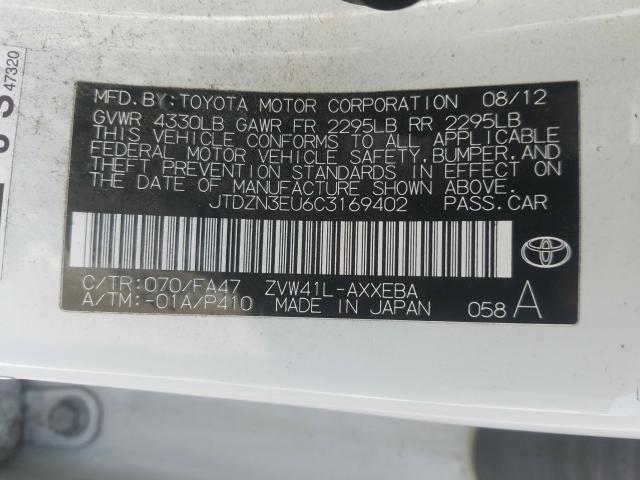 MFD.BY:TOYOTA MOTOR CORPORATION 08/12
GVWR 4330LB GAWR FR 2295LB RR 2295LB
THIS VEHICLE CONFORMS TO ALL APPLICABLE
FEDERAL MOTOR VEHICLE SAFETY,BUMPER,AND
THEFT PREVENTION STANDARDS IN EFFECT ON
THE DATE OF MANUFACTURE SHOWN ABOVE.
JTDZN3EU6C3169402 PASS.CAR
C/TR:070/FA47 ZVW41L-AXXEBA
A/TM:-01A/P410 MADE IN JAPAN 058 A
47320